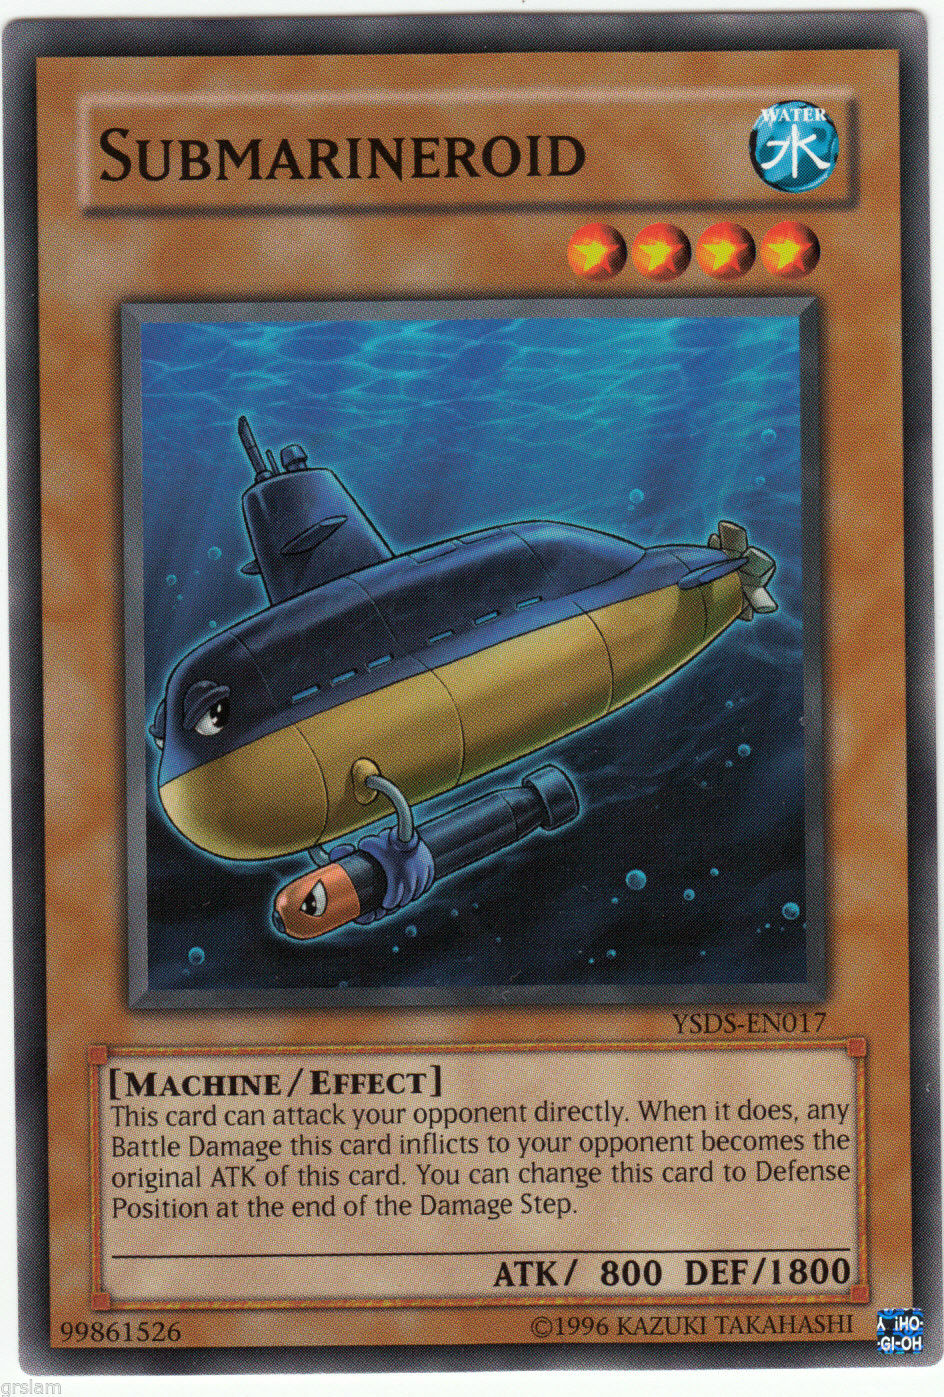 SUBMARINEROID
WATER
水
YSDS-EN017
[MACHINE/EFFECT]
This card can attack your opponent directly. When it does, any
Battle Damage this card inflicts to your opponent becomes the
original ATK of this card. You can change this card to Defense
Position at the end of the Damage Step.
ATK/ 800 DEF/1800
99861526
©1996 KAZUKI TAKAHASHI
grslam